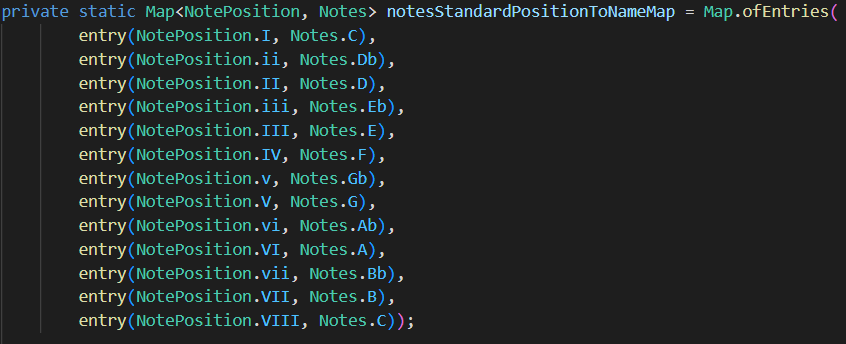 private static Map<NotePosition, Notes> notesStandardPositionToNameMap = Map.ofEntries(
entry(NotePosition.I, Notes.C),
entry(NotePosition.ii, Notes.Db),
entry(NotePosition.II, Notes.D),
entry(NotePosition.iii, Notes.Eb),
entry(NotePosition.III, Notes.E),
entry(NotePosition.IV, Notes.F),
entry(NotePosition.v, Notes.Gb),
entry(NotePosition.V, Notes.G),
entry(NotePosition.vi, Notes.Ab),
entry(NotePosition.VI, Notes.A),
entry(NotePosition.vii, Notes.Bb),
entry(NotePosition.VII, Notes.B),
entry(NotePosition.VIII, Notes.C));